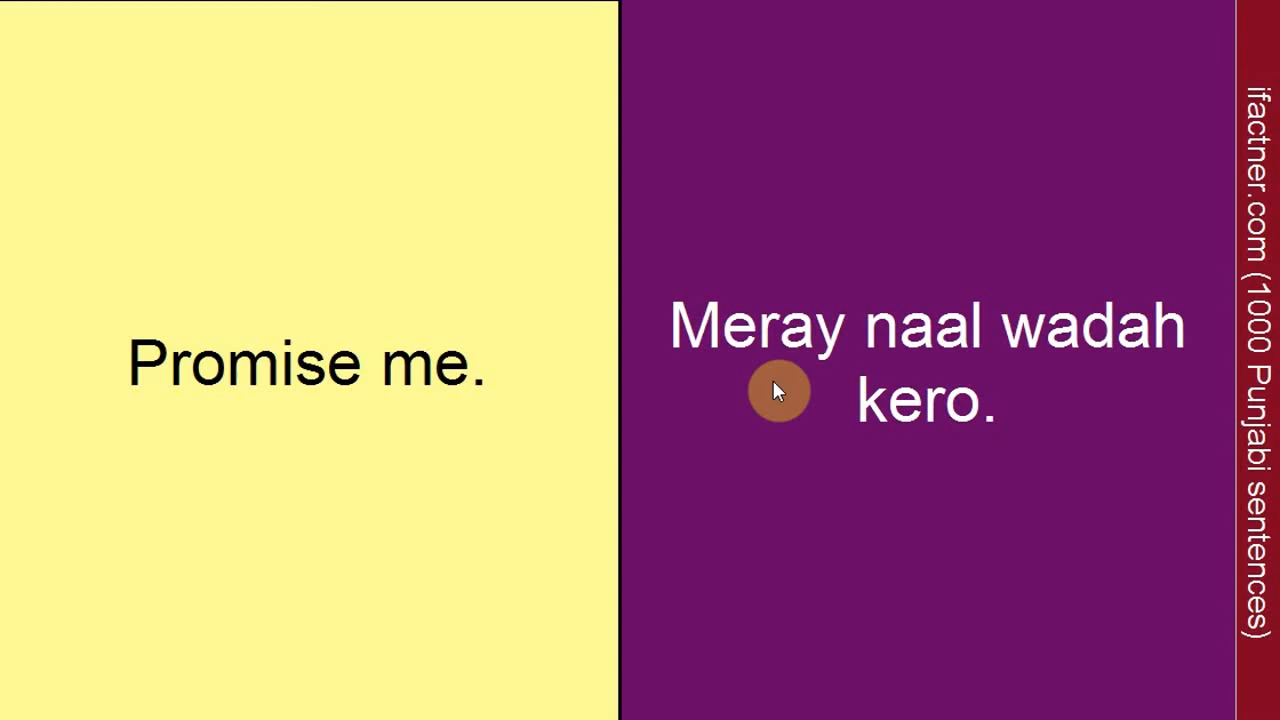 Promise me.
Meray naal wadah
kero.
ifactner.com (1000 Punjabi sentences)